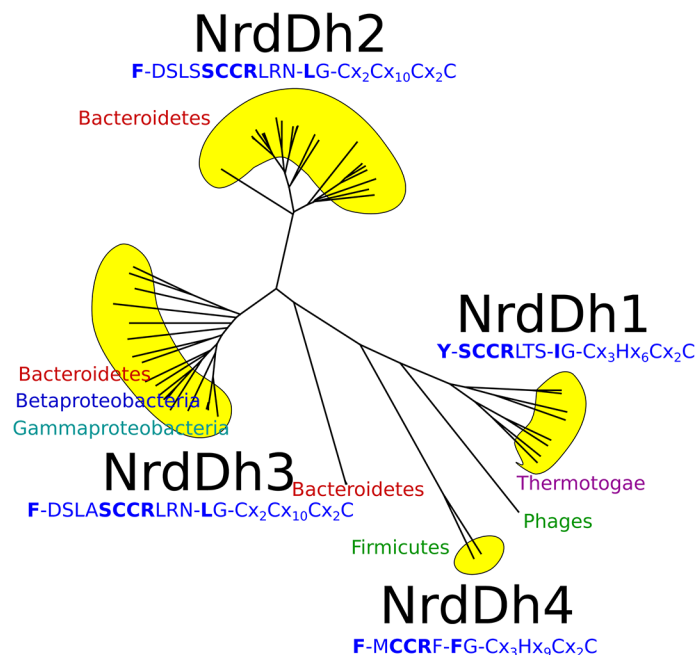 NrdDh2
F-DSLSSCCRLRN-LG-Cx₂Cx₁₀Cx₂C
Bacteroidetes
NrdDh1
Y-SCCRLTS-IG-Cx₃Hx₆Cx₂C
Bacteroidetes
Betaproteobacteria
Gammaproteobacteria
NrdDh3
F-DSLASCCRLRN-LG-Cx₂Cx₁₀Cx₂C
Bacteroidetes
Thermotogae
Phages
Firmicutes
NrdDh4
F-MCCRF-FG-Cx₃Hx₉Cx₂C